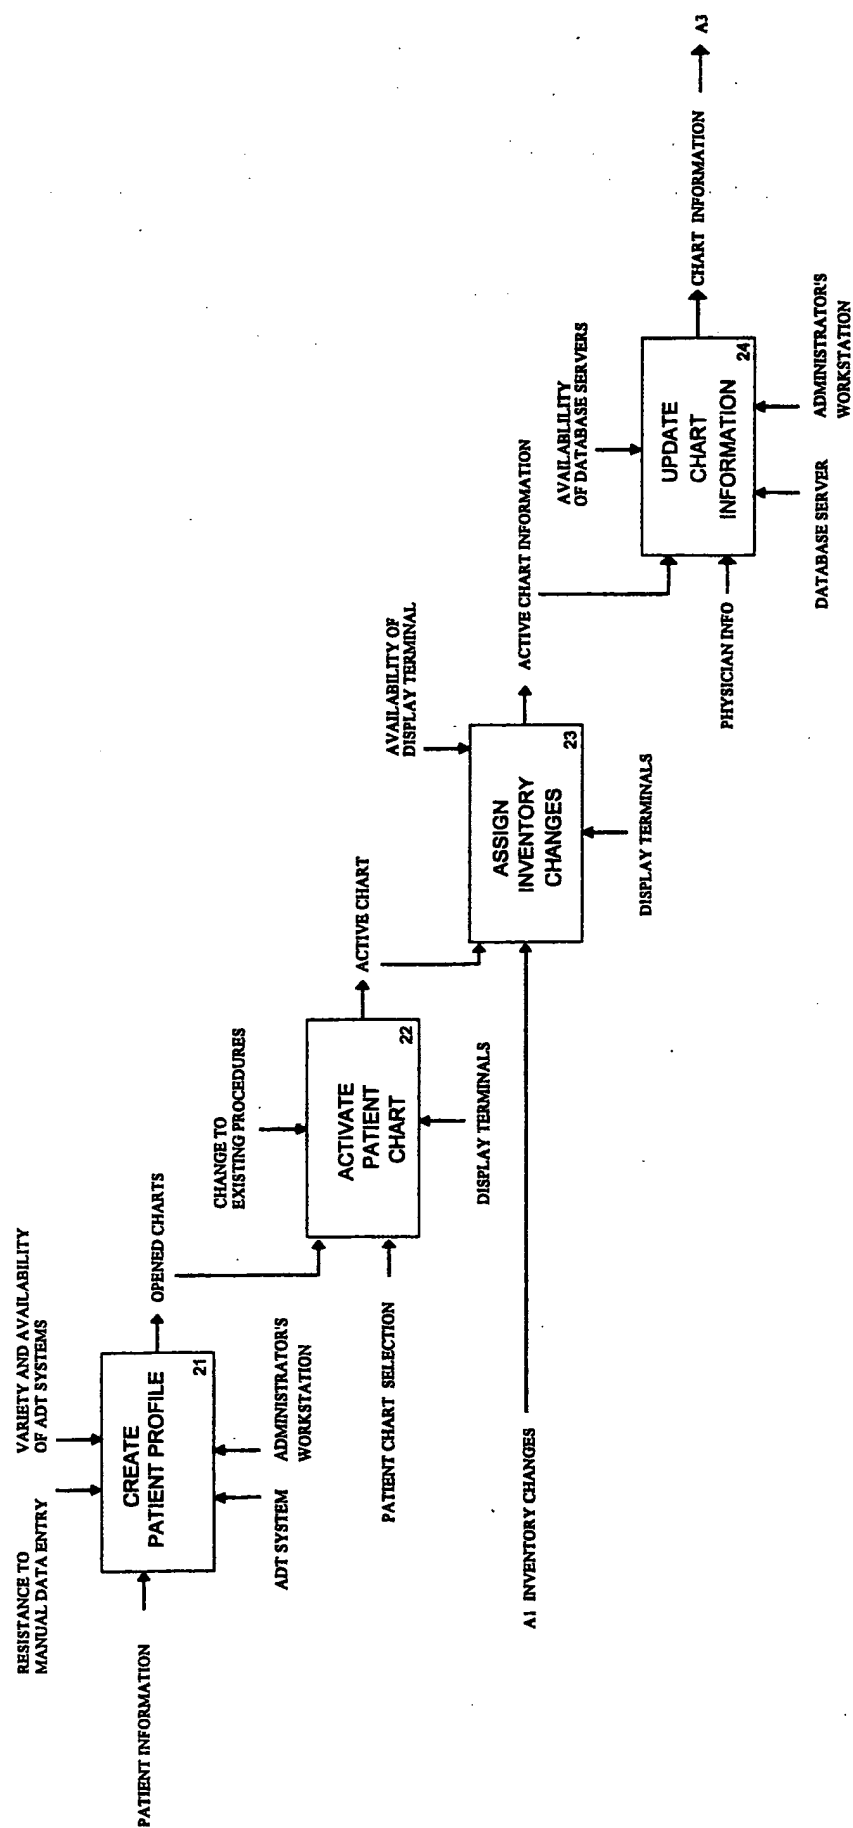 RESISTANCE TO
MANUAL DATA ENTRY
VARIETY AND AVAILABILITY
OF ADT SYSTEMS
PATIENT INFORMATION
CREATE
PATIENT PROFILE
21
OPENED CHARTS
ADT SYSTEM
ADMINISTRATOR'S
WORKSTATION
CHANGE TO
EXISTING PROCEDURES
PATIENT CHART SELECTION
ACTIVATE
PATIENT
CHART
22
ACTIVE CHART
DISPLAY TERMINALS
AVAILABILITY OF
DISPLAY TERMINAL
A1 INVENTORY CHANGES
ASSIGN
INVENTORY
CHANGES
23
ACTIVE CHART INFORMATION
DISPLAY TERMINALS
AVAILABLILITY
OF DATABASE SERVERS
PHYSICIAN INFO
UPDATE
CHART
INFORMATION
24
CHART INFORMATION
A3
DATABASE SERVER
ADMINISTRATOR'S
WORKSTATION